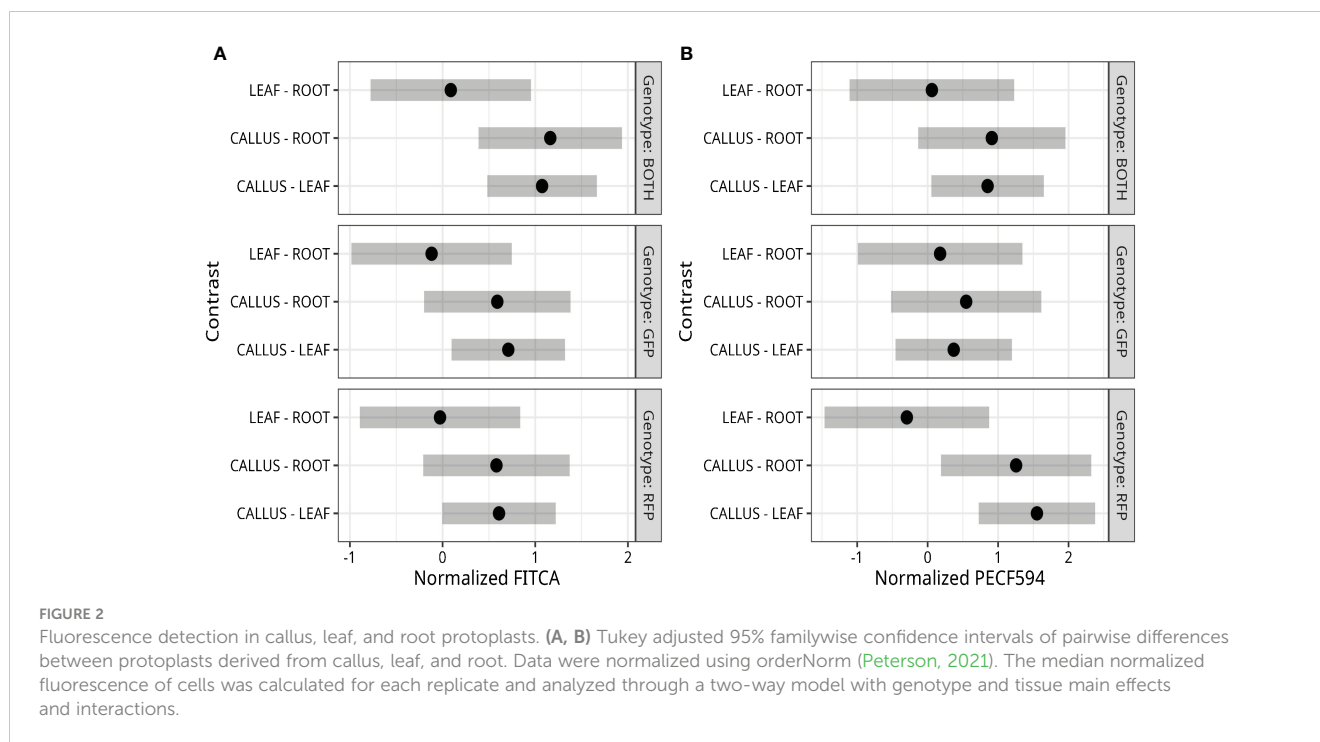 A
B
LEAF - ROOT
CALLUS - ROOT
CALLUS - LEAF
Genotype: BOTH
LEAF - ROOT
CALLUS - ROOT
CALLUS - LEAF
Genotype: BOTH
LEAF - ROOT
CALLUS - ROOT
CALLUS - LEAF
Genotype: GFP
LEAF - ROOT
CALLUS - ROOT
CALLUS - LEAF
Genotype: GFP
LEAF - ROOT
CALLUS - ROOT
CALLUS - LEAF
Genotype: RFP
LEAF - ROOT
CALLUS - ROOT
CALLUS - LEAF
Genotype: RFP
Contrast
Contrast
-1 0 1 2
-1 0 1 2
Normalized FITCA
Normalized PECF594
FIGURE 2
Fluorescence detection in callus, leaf, and root protoplasts. (A, B) Tukey adjusted 95% familywise confidence intervals of pairwise differences
between protoplasts derived from callus, leaf, and root. Data were normalized using orderNorm (Peterson, 2021). The median normalized
fluorescence of cells was calculated for each replicate and analyzed through a two-way model with genotype and tissue main effects
and interactions.